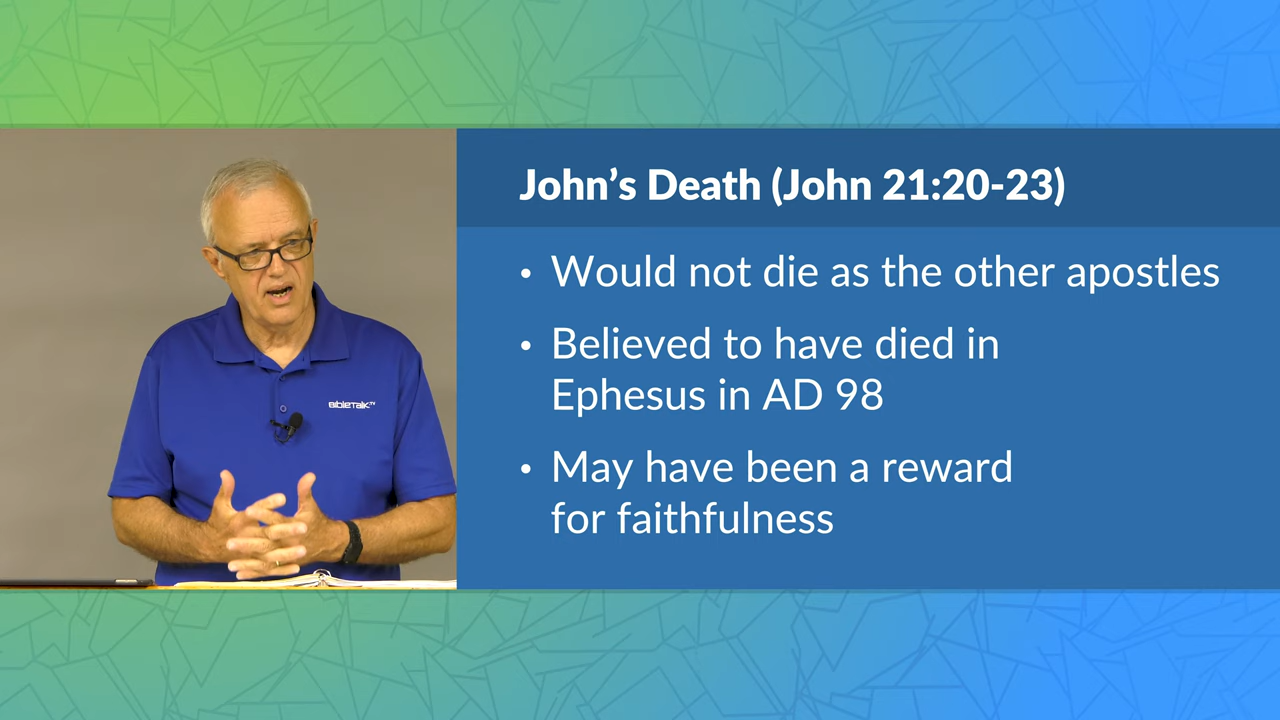 John's Death (John 21:20-23)
• Would not die as the other apostles
• Believed to have died in
Ephesus in AD 98
• May have been a reward
for faithfulness
BibleTalk TV